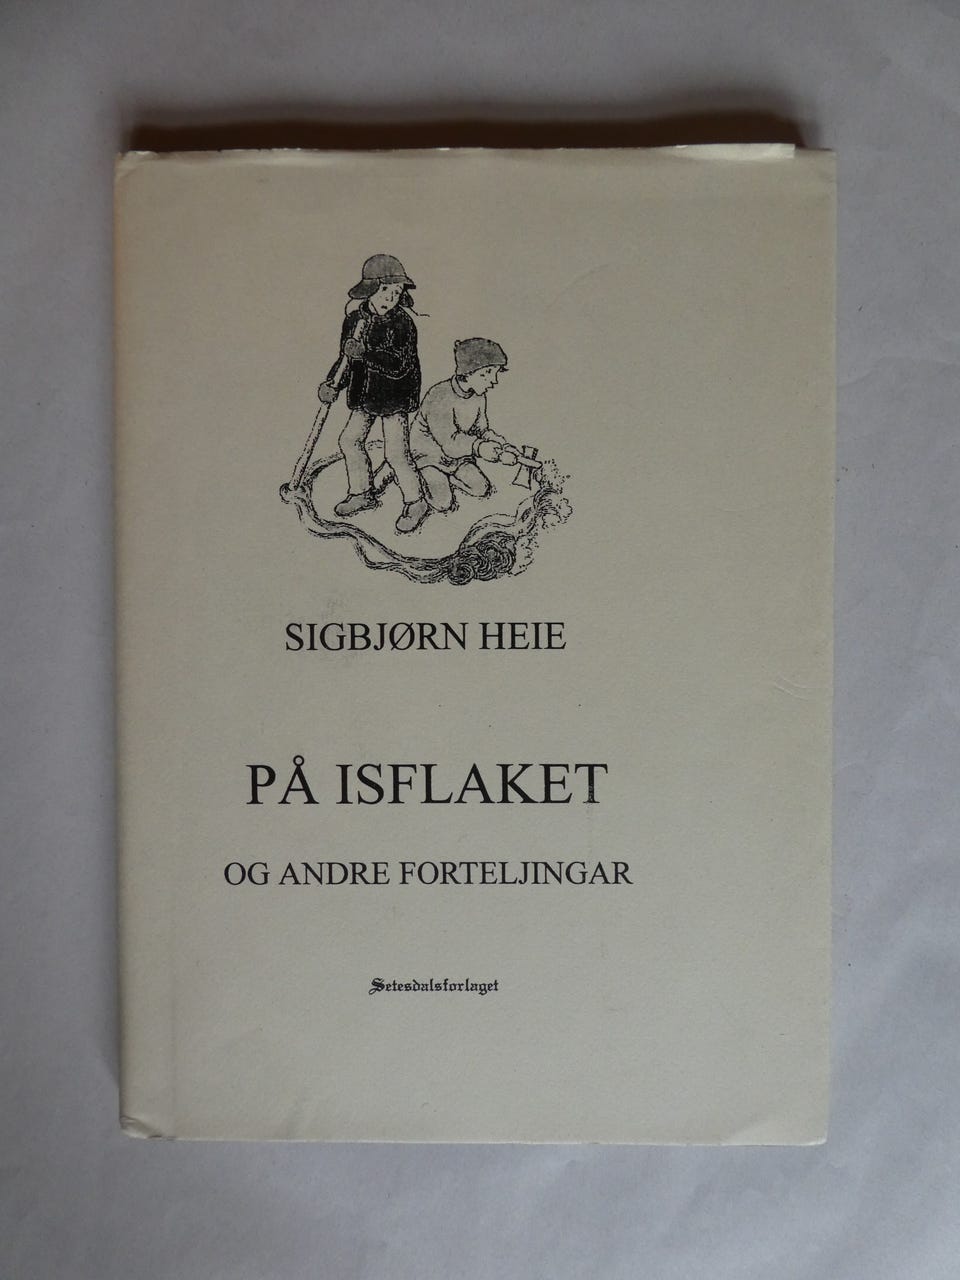 SIGBJØRN HEIE
PÅ ISFLAKET
OG ANDRE FORTELJINGAR
Setesdalsforlaget